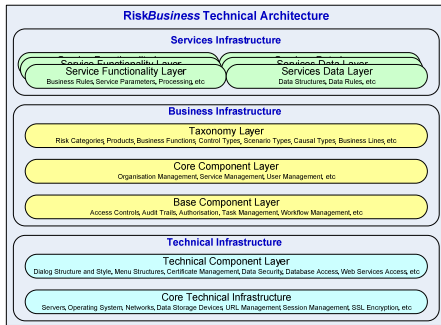 RiskBusiness Technical Architecture
Services Infrastructure
Service Functionality Layer
Services Data Layer
Service Functionality Layer
Services Data Layer
Business Rules, Service Parameters, Processing, etc
Data Structures, Data Rules, etc
Business Infrastructure
Taxonomy Layer
Risk Categories, Products, Business Functions, Control Types, Scenario Types, Causal Types, Business Lines, etc
Core Component Layer
Organisation Management, Service Management, User Management, etc
Base Component Layer
Access Controls, Audit Trails, Authorisation, Task Management, Workflow Management, etc
Technical Infrastructure
Technical Component Layer
Dialog Structure and Style, Menu Structures, Certificate Management, Data Security, Database Access, Web Services Access, etc
Core Technical Infrastructure
Servers, Operating System, Networks, Data Storage Devices, URL Management Session Management, SSL Encryption, etc